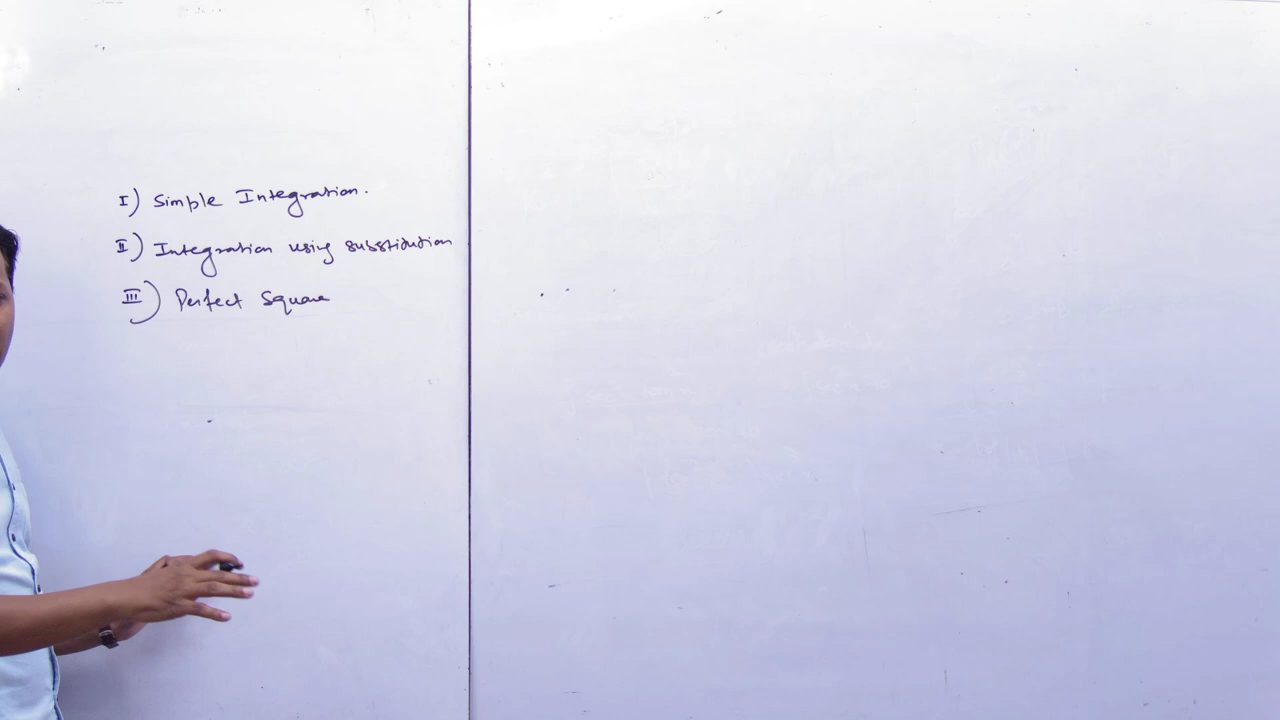 I) Simple Integration.
II) Integration using substitution
III) Perfect Square